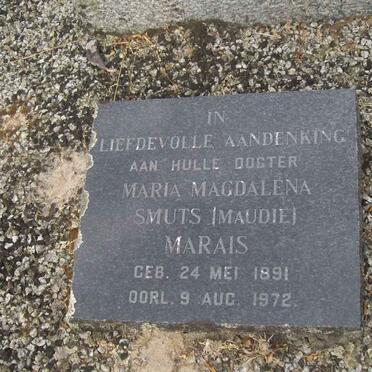 IN
LIEFDEVOLLE AANDENKING
AAN HULLE DOGTER
MARIA MAGDALENA
SMUTS (MAUDIE)
MARAIS
GEB. 24 MEI 1891
OORL. 9 AUG. 1972.